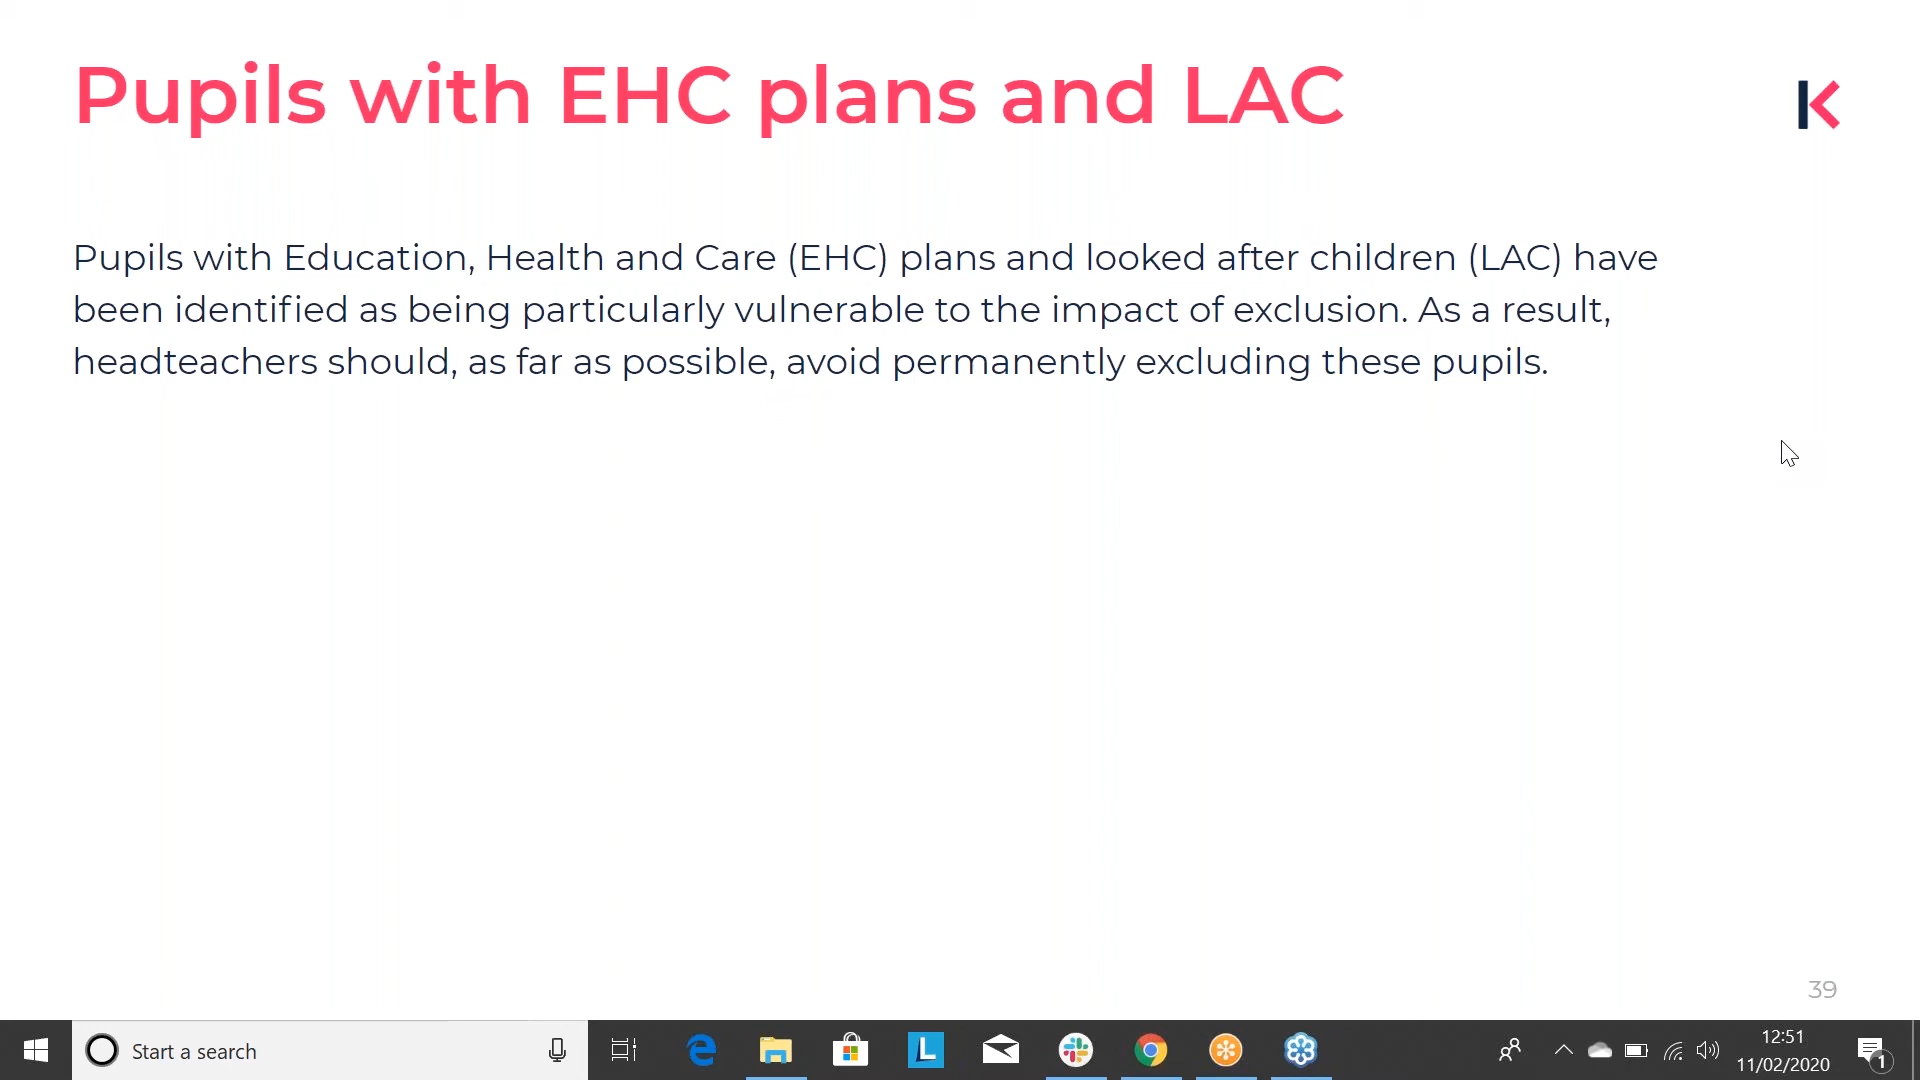 Pupils with EHC plans and LAC
K
Pupils with Education, Health and Care (EHC) plans and looked after children (LAC) have
been identified as being particularly vulnerable to the impact of exclusion. As a result,
headteachers should, as far as possible, avoid permanently excluding these pupils.
39
Start a search
L
12:51
11/02/2020
1